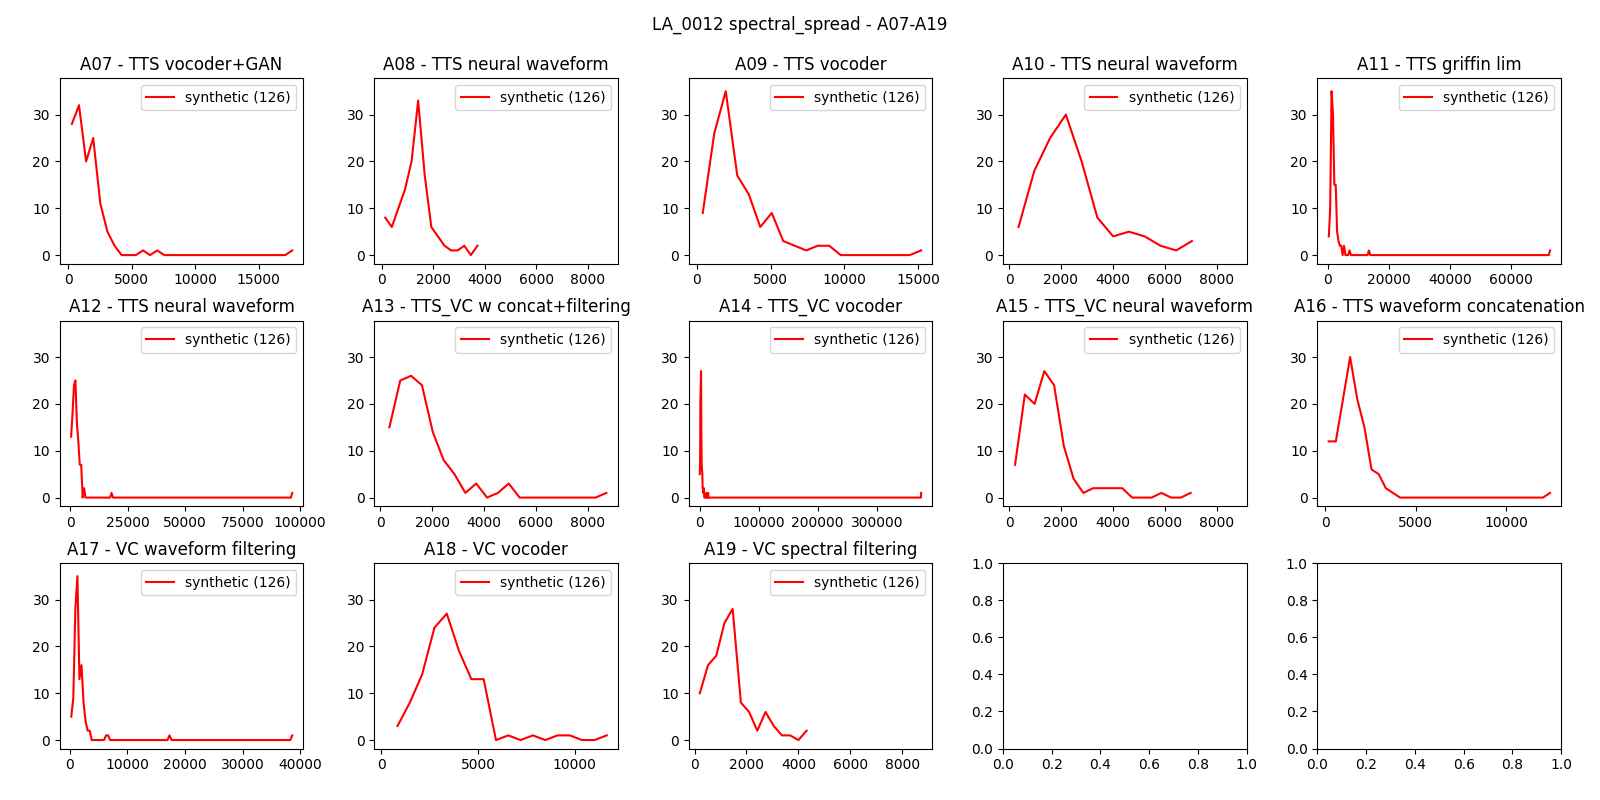 LA_0012 spectral_spread - A07-A19
A07 - TTS vocoder+GAN
A08 - TTS neural waveform
A09 - TTS vocoder
A10 - TTS neural waveform
A11 - TTS griffin lim
synthetic (126)
synthetic (126)
synthetic (126)
synthetic (126)
synthetic (126)
30
20
10
0
30
20
10
0
30
20
10
0
30
20
10
0
30
20
10
0
0 5000 10000 15000
0 2000 4000 6000 8000
0 5000 10000 15000
0 2000 4000 6000 8000
0 20000 40000 60000
A12 - TTS neural waveform
A13 - TTS_VC w concat+filtering
A14 - TTS_VC vocoder
A15 - TTS_VC neural waveform
A16 - TTS waveform concatenation
synthetic (126)
synthetic (126)
synthetic (126)
synthetic (126)
synthetic (126)
30
20
10
0
30
20
10
0
30
20
10
0
30
20
10
0
30
20
10
0
0 25000 50000 75000 100000
0 2000 4000 6000 8000
0 100000 200000 300000
0 2000 4000 6000 8000
0 5000 10000
A17 - VC waveform filtering
A18 - VC vocoder
A19 - VC spectral filtering
synthetic (126)
synthetic (126)
synthetic (126)
30
20
10
0
30
20
10
0
30
20
10
0
1.0
0.8
0.6
0.4
0.2
0.0
1.0
0.8
0.6
0.4
0.2
0.0
0 10000 20000 30000 40000
0 5000 10000
0 2000 4000 6000 8000
0.0 0.2 0.4 0.6 0.8 1.0
0.0 0.2 0.4 0.6 0.8 1.0